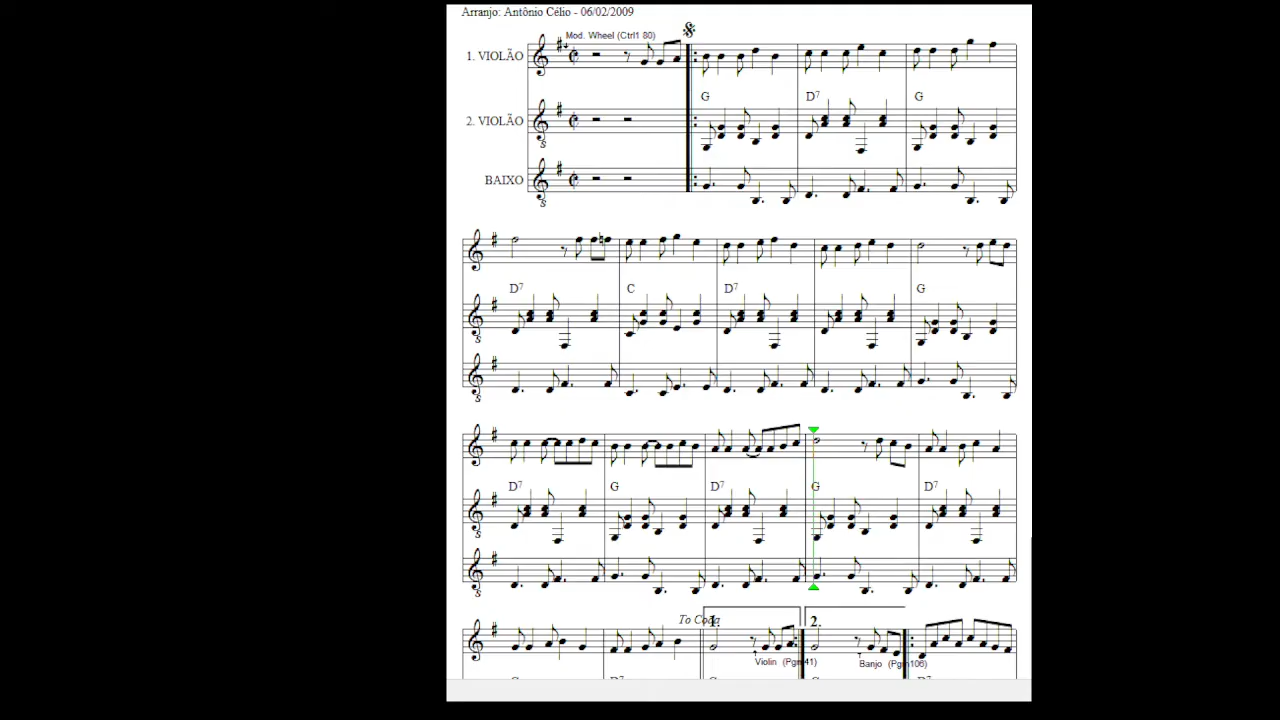 Arranjo: Antônio Célio - 06/02/2009
Mod. Wheel (Ctrl1 80)
1. VIOLÃO
G D7 G
2. VIOLÃO
BAIXO
D7 C D7 G
D7 G D7 G D7
To Coda 1. 2.
Violin (Pgm41) Banjo (Pgm106)